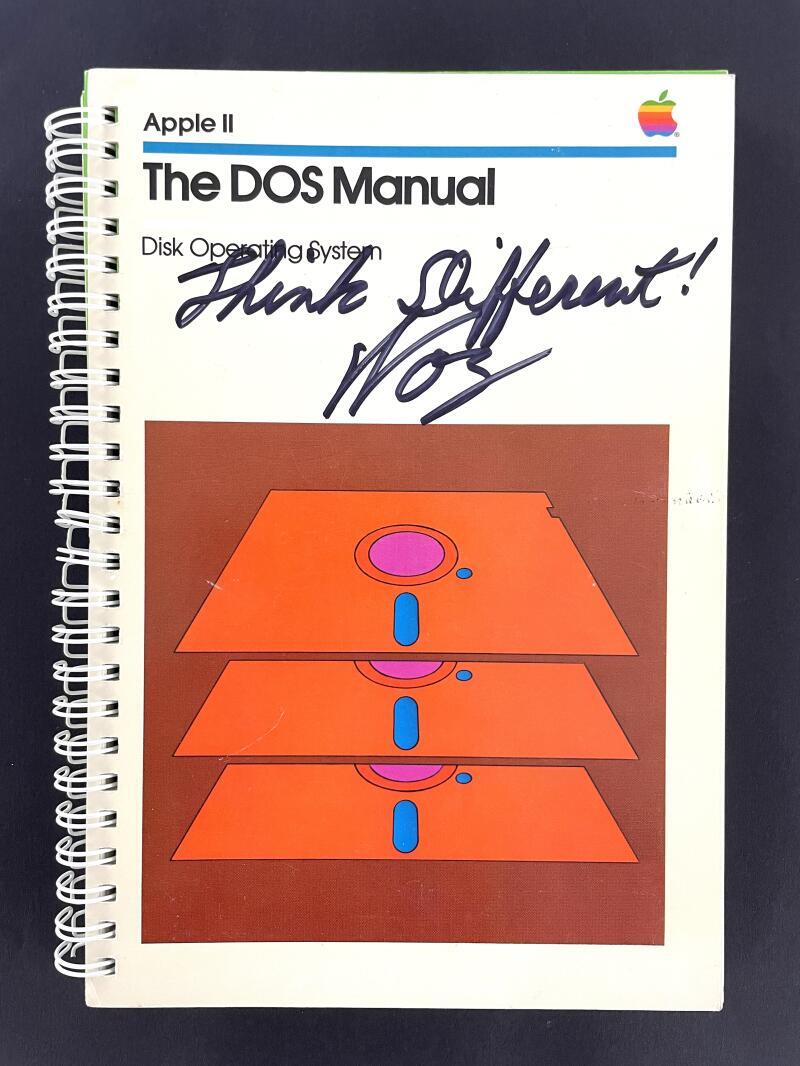 Apple II
The DOS Manual
Disk Operating System
Think Different!
Woz